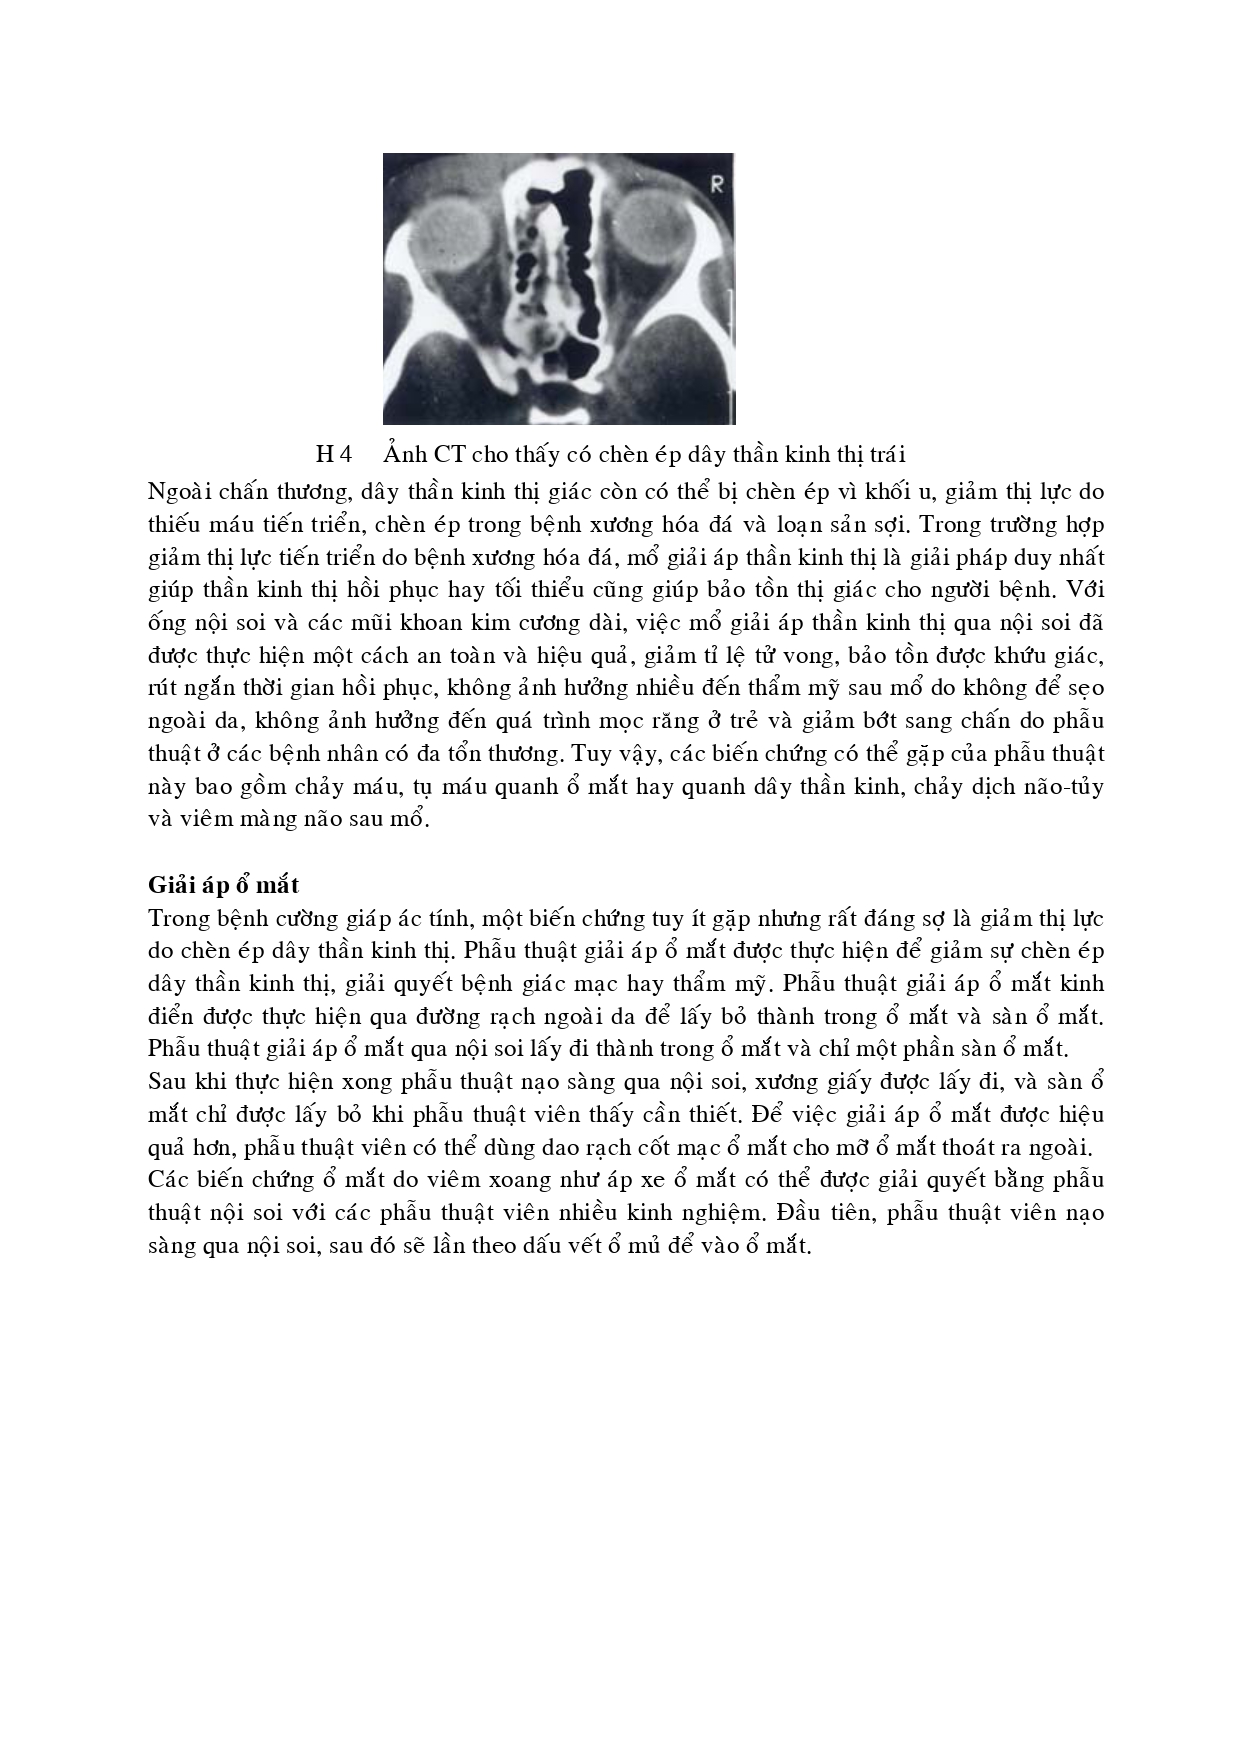 R
H 4 Ảnh CT cho thấy có chèn ép dây thần kinh thị trái
Ngoài chấn thương, dây thần kinh thị giác còn có thể bị chèn ép vì khối u, giảm thị lực do
thiếu máu tiến triển, chèn ép trong bệnh xương hóa đá và loạn sản sợi. Trong trường hợp
giảm thị lực tiến triển do bệnh xương hóa đá, mổ giải áp thần kinh thị là giải pháp duy nhất
giúp thần kinh thị hồi phục hay tối thiểu cũng giúp bảo tồn thị giác cho người bệnh. Với
ống nội soi và các mũi khoan kim cương dài, việc mổ giải áp thần kinh thị qua nội soi đã
được thực hiện một cách an toàn và hiệu quả, giảm tỉ lệ tử vong, bảo tồn được khứu giác,
rút ngắn thời gian hồi phục, không ảnh hưởng nhiều đến thẩm mỹ sau mổ do không để sẹo
ngoài da, không ảnh hưởng đến quá trình mọc răng ở trẻ và giảm bớt sang chấn do phẫu
thuật ở các bệnh nhân có đa tổn thương. Tuy vậy, các biến chứng có thể gặp của phẫu thuật
này bao gồm chảy máu, tụ máu quanh ổ mắt hay quanh dây thần kinh, chảy dịch não-tủy
và viêm màng não sau mổ.
Giải áp ổ mắt
Trong bệnh cường giáp ác tính, một biến chứng tuy ít gặp nhưng rất đáng sợ là giảm thị lực
do chèn ép dây thần kinh thị. Phẫu thuật giải áp ổ mắt được thực hiện để giảm sự chèn ép
dây thần kinh thị, giải quyết bệnh giác mạc hay thẩm mỹ. Phẫu thuật giải áp ổ mắt kinh
điển được thực hiện qua đường rạch ngoài da để lấy bỏ thành trong ổ mắt và sàn ổ mắt.
Phẫu thuật giải áp ổ mắt qua nội soi lấy đi thành trong ổ mắt và chỉ một phần sàn ổ mắt.
Sau khi thực hiện xong phẫu thuật nạo sàng qua nội soi, xương giấy được lấy đi, và sàn ổ
mắt chỉ được lấy bỏ khi phẫu thuật viên thấy cần thiết. Để việc giải áp ổ mắt được hiệu
quả hơn, phẫu thuật viên có thể dùng dao rạch cốt mạc ổ mắt cho mỡ ổ mắt thoát ra ngoài.
Các biến chứng ổ mắt do viêm xoang như áp xe ổ mắt có thể được giải quyết bằng phẫu
thuật nội soi với các phẫu thuật viên nhiều kinh nghiệm. Đầu tiên, phẫu thuật viên nạo
sàng qua nội soi, sau đó sẽ lần theo dấu vết ổ mủ để vào ổ mắt.